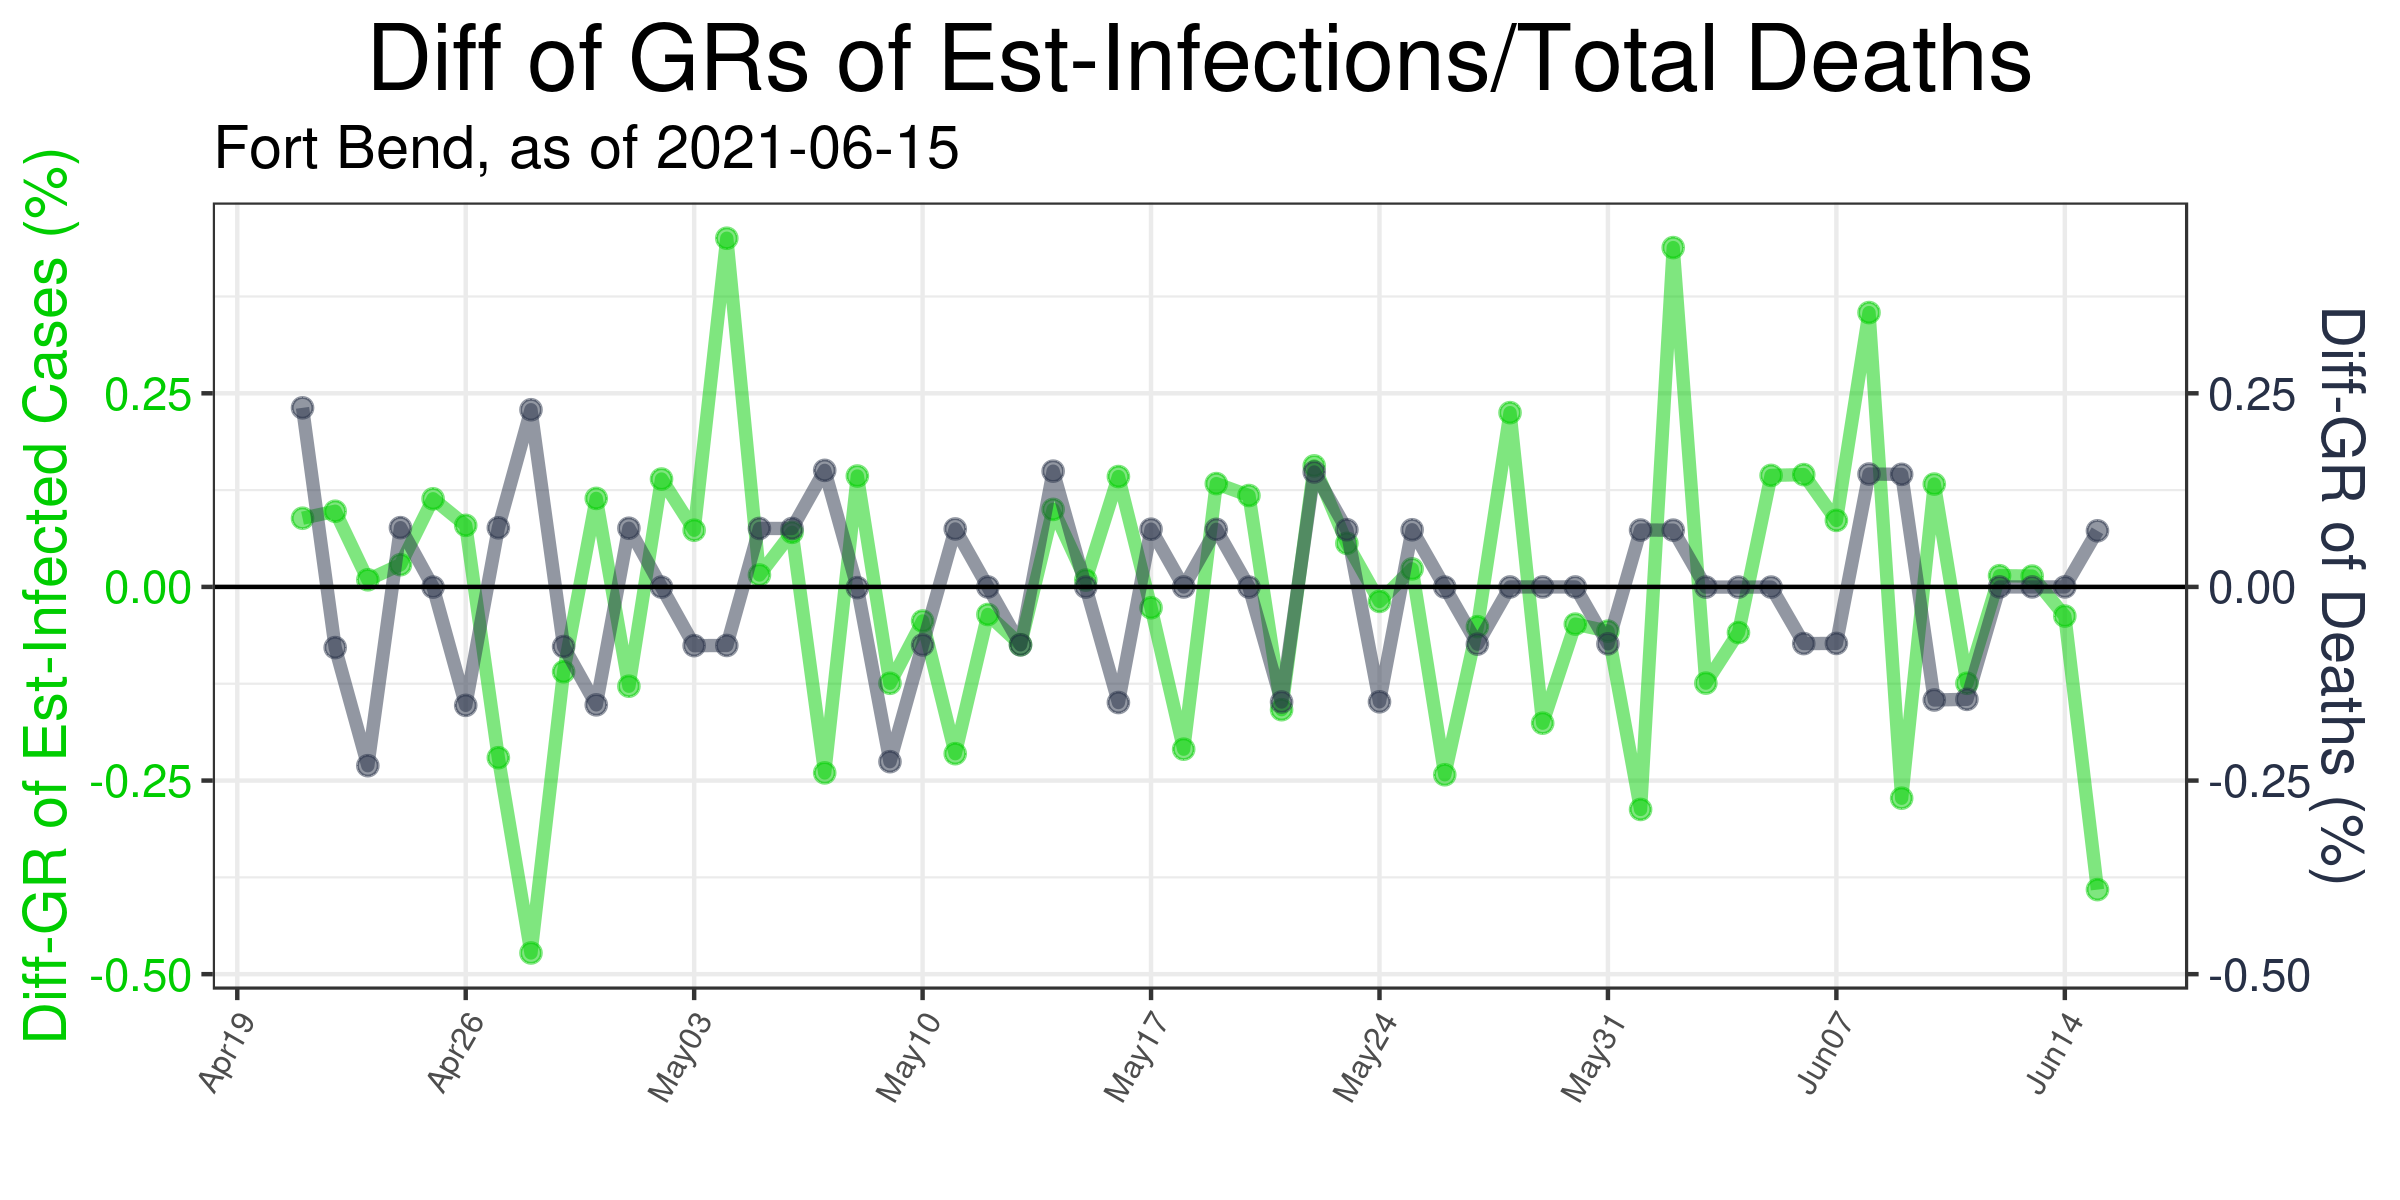 Diff of GRs of Est-Infections/Total Deaths
Fort Bend, as of 2021-06-15
Diff-GR of Est-Infected Cases (%)
0.25
0.00
-0.25
-0.50
0.25
0.00
-0.25
-0.50
Diff-GR of Deaths (%)
Apr19
Apr26
May03
May10
May17
May24
May31
Jun07
Jun14